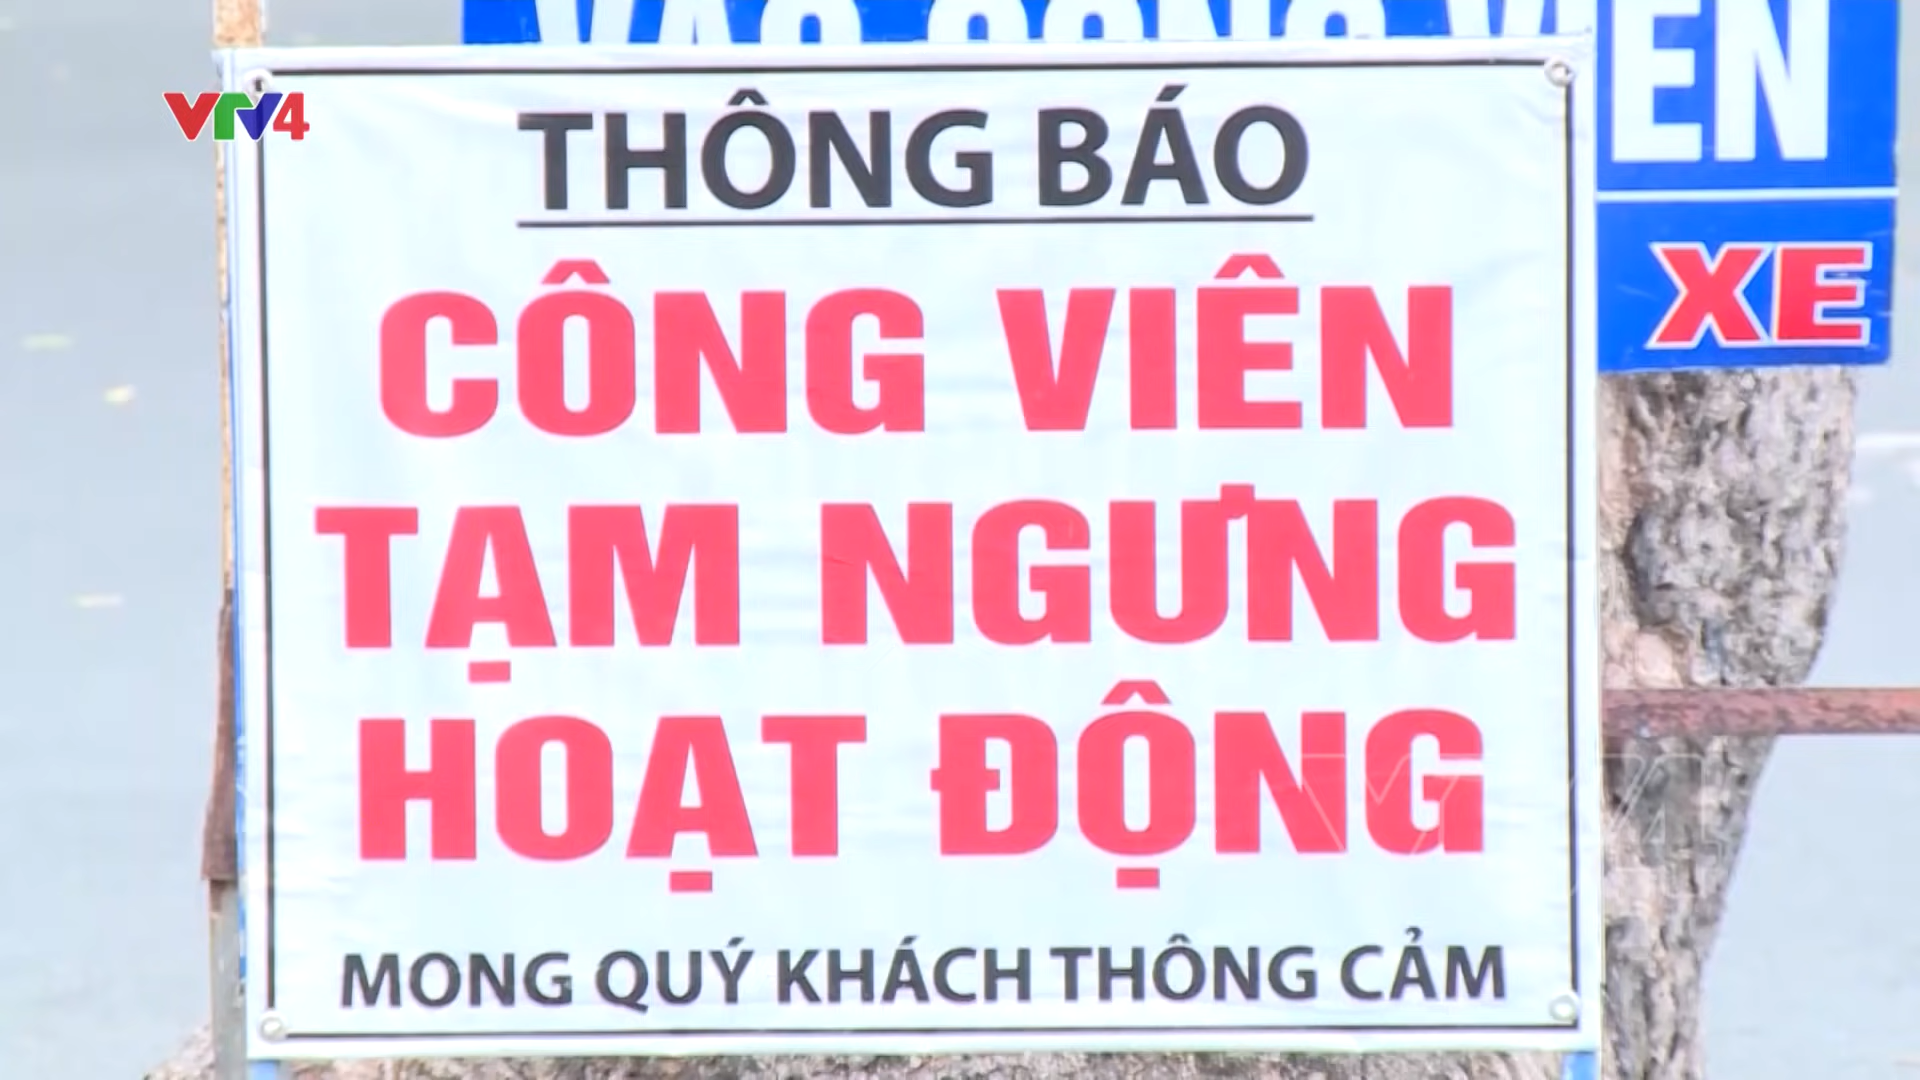 VÀO CÔNG VIÊN
VTV4
THÔNG BÁO
CÔNG VIÊN
TẠM NGƯNG
HOẠT ĐỘNG
MONG QUÝ KHÁCH THÔNG CẢM
XE